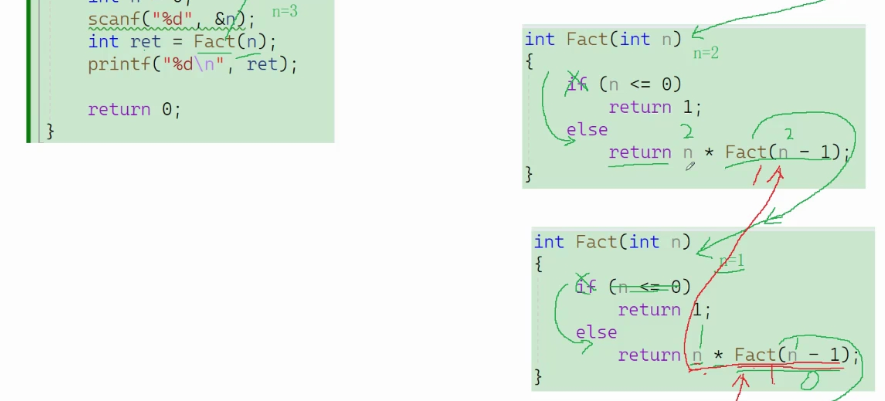 scanf("%d", &n);
n=3
int ret = Fact(n);
printf("%d\n", ret);
return 0;
}
int Fact(int n)
n=2
{
if (n <= 0)
return 1;
else
2 2
return n * Fact(n - 1);
1
}
int Fact(int n)
n=1
{
if (n <= 0)
return 1;
else
1 1
return n * Fact(n - 1);
1 0
}